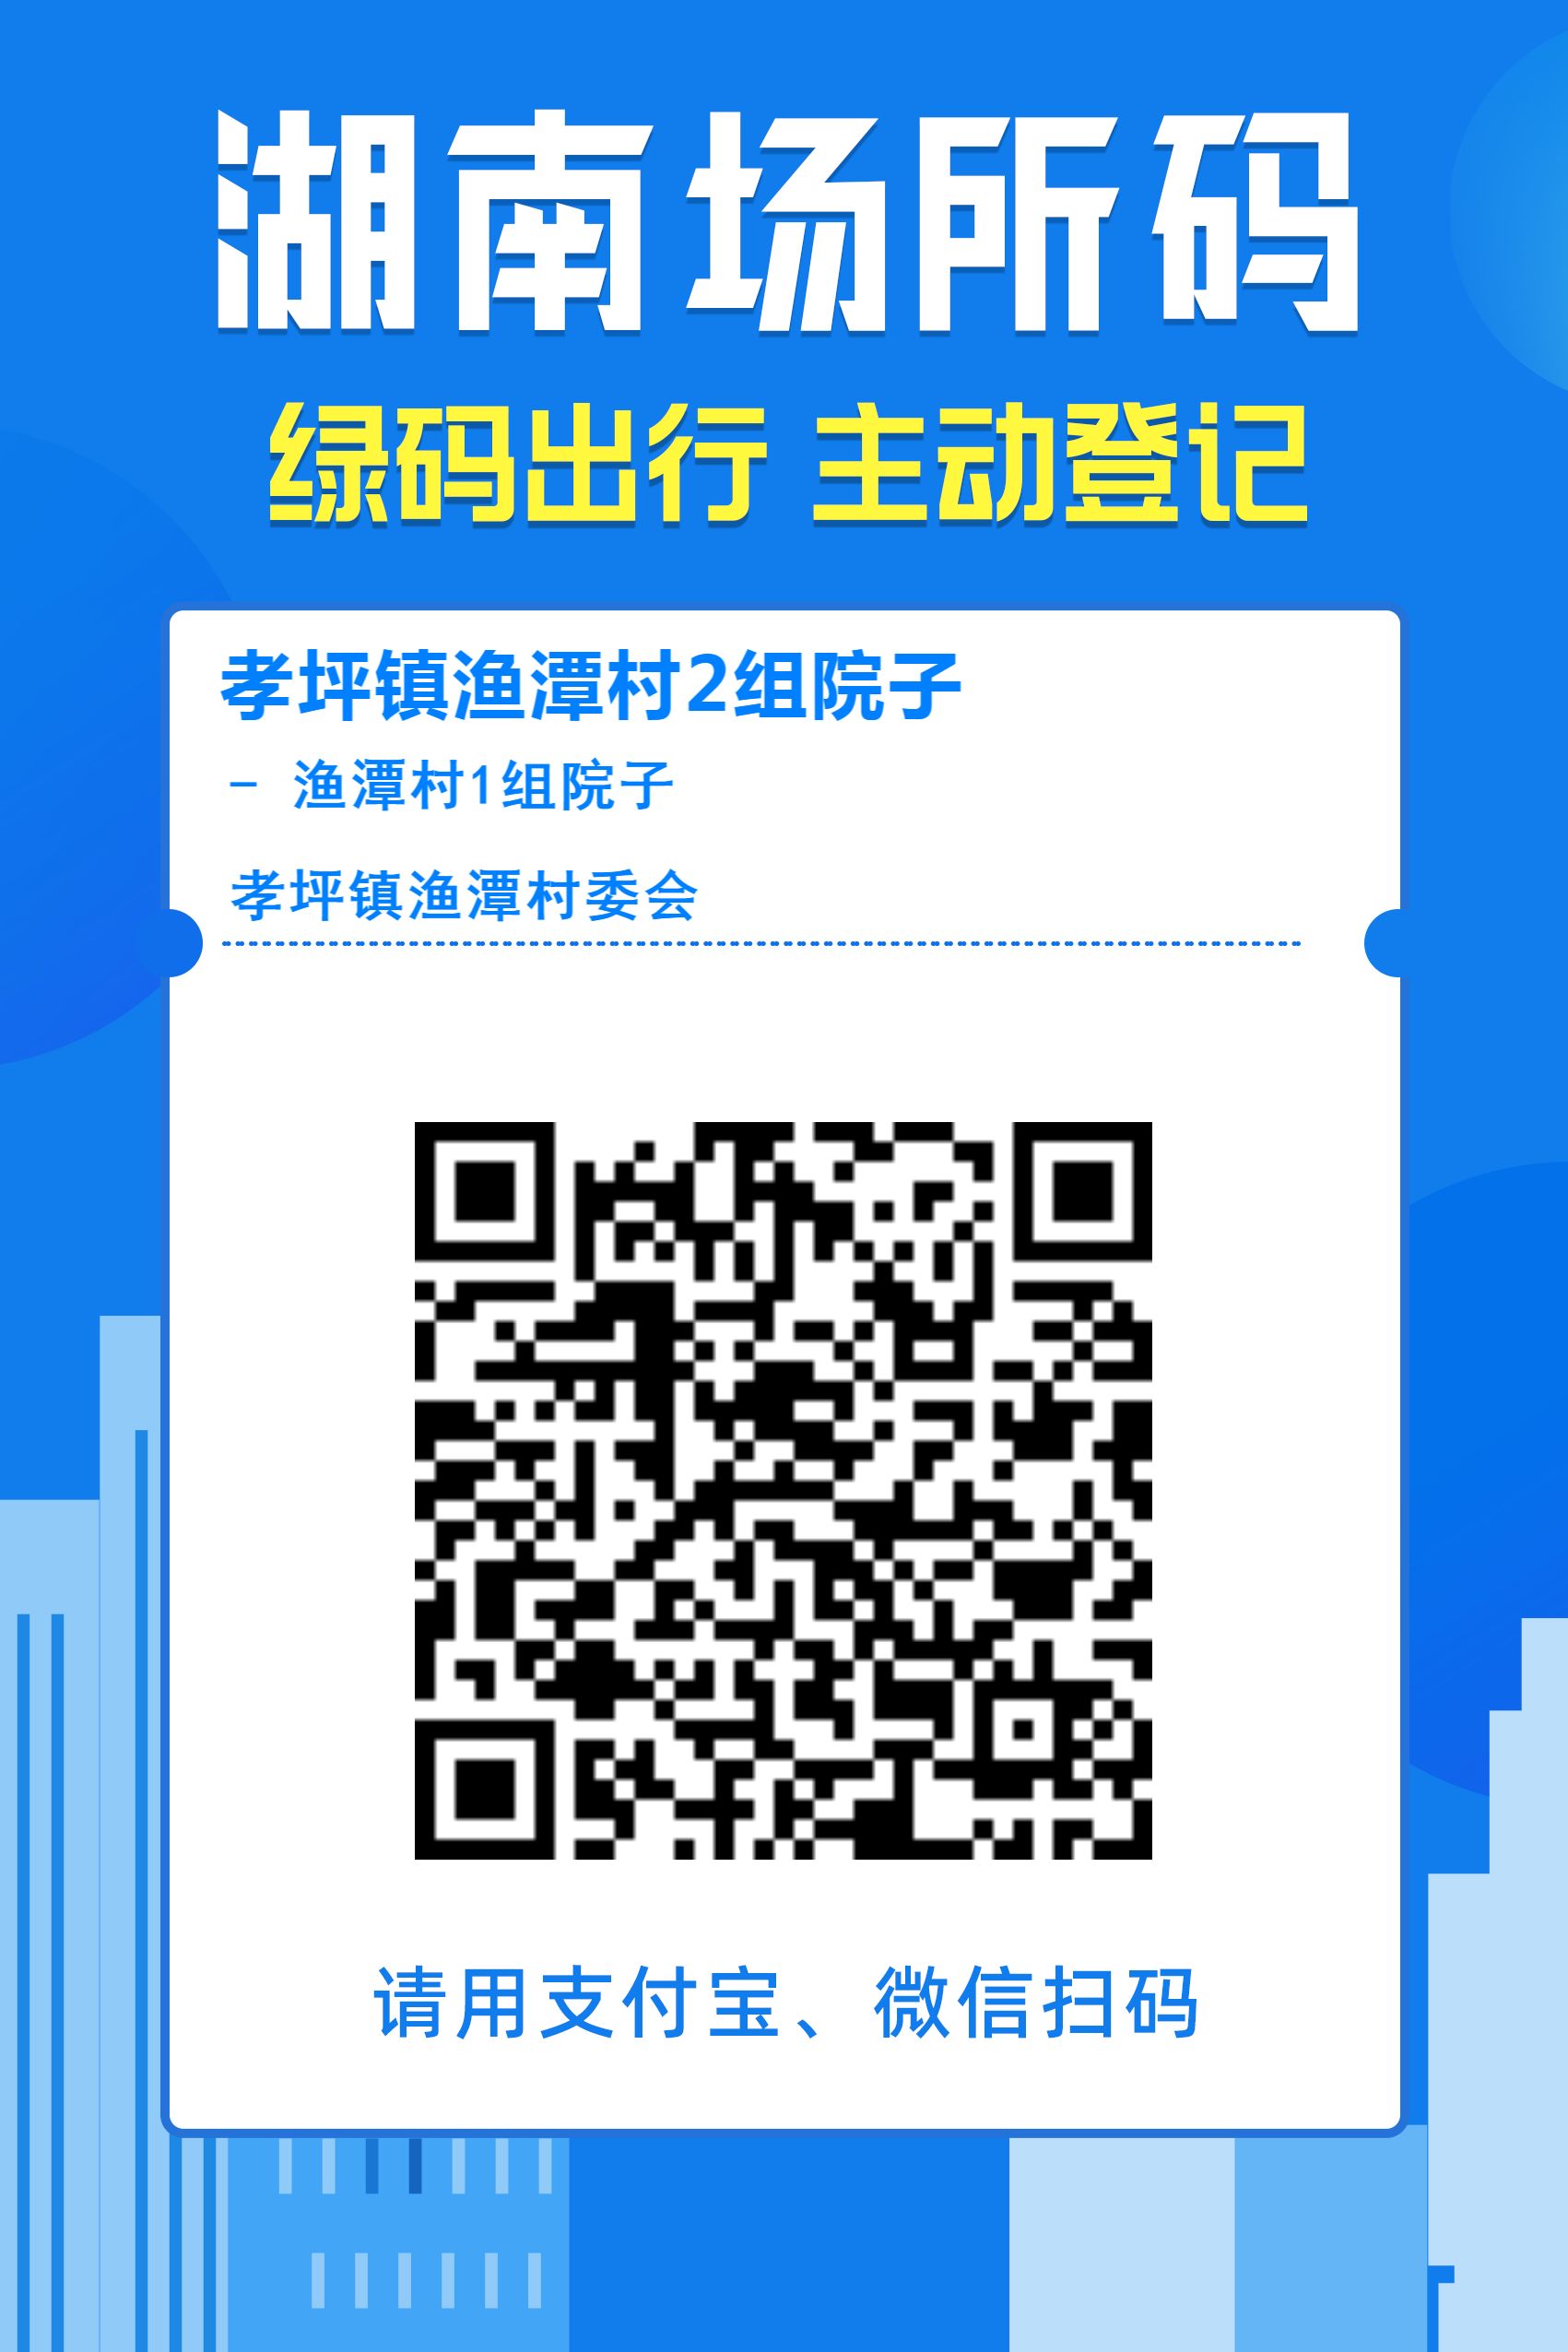 湖南场所码
绿码出行 主动登记
孝坪镇渔潭村2组院子
– 渔潭村1组院子
孝坪镇渔潭村委会
请用支付宝、微信扫码